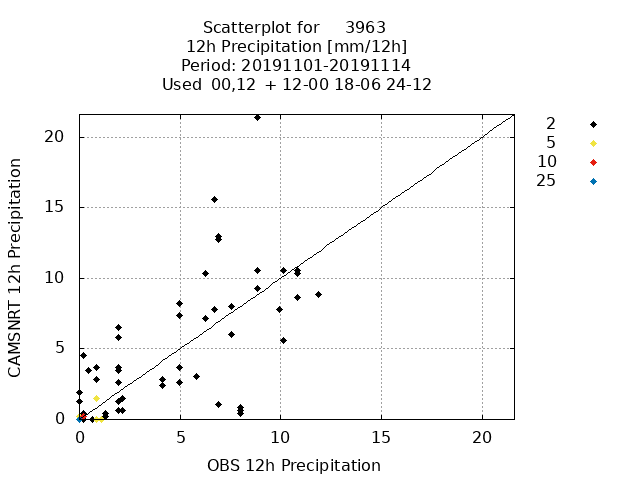 Scatterplot for 3963
12h Precipitation [mm/12h]
Period: 20191101-20191114
Used 00,12 + 12-00 18-06 24-12
2
5
10
25
20
15
10
5
0
CAMSNRT 12h Precipitation
0 5 10 15 20
OBS 12h Precipitation